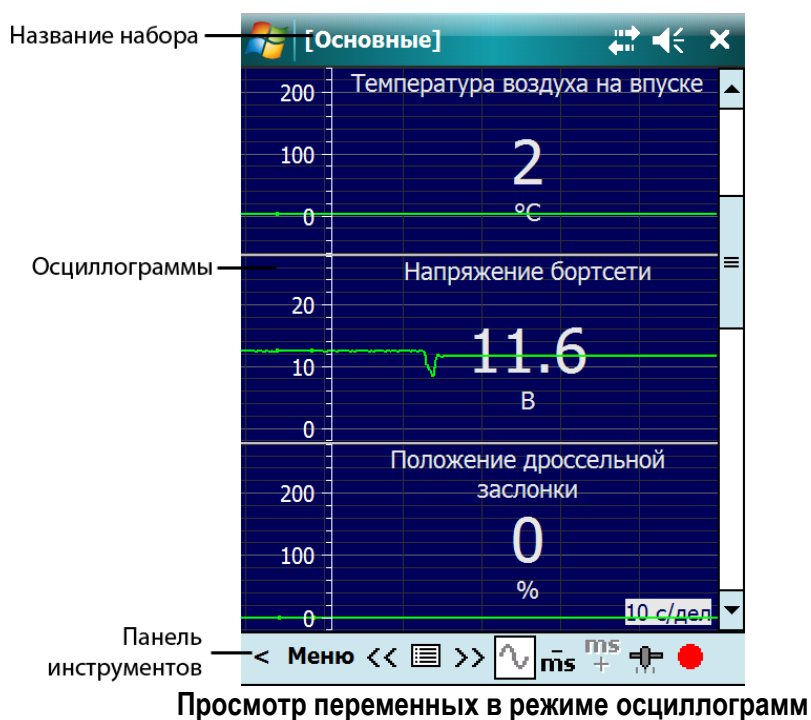 Название набора
[Основные]
200
Температура воздуха на впуске
100
2
0
°C
Осциллограммы
Напряжение бортсети
20
11.6
10
В
0
Положение дроссельной
заслонки
200
0
100
%
10 с/дел
0
Панель
инструментов
< Меню << >> ms ms +
Просмотр переменных в режиме осциллограмм